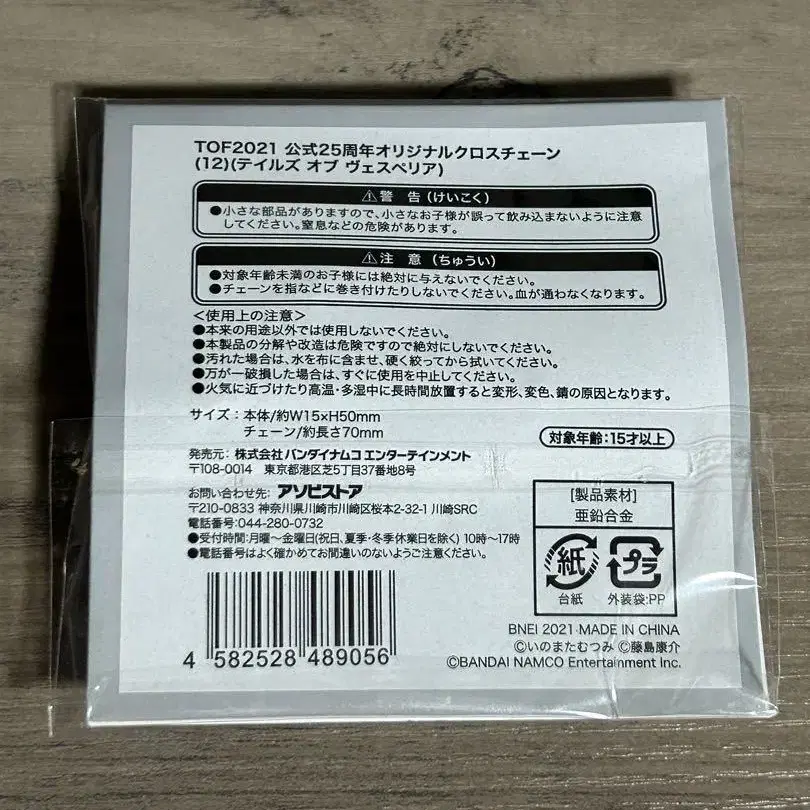 TOF2021 公式25周年オリジナルクロスチェーン
(12)(テイルズ オブ ヴェスペリア)
⚠警 告(けいこく)
●小さな部品がありますので、小さなお子様が誤って飲み込まないように注意
してください。窒息などの危険があります。
⚠注 意(ちゅうい)
●対象年齢未満のお子様には絶対に与えないでください。
●チェーンを指などに巻き付けたりしないでください。血が通わなくなります。
<使用上の注意>
●本来の用途以外では使用しないでください。
●本製品の分解や改造は危険ですので絶対にしないでください。
●汚れた場合は、水を布に含ませ、硬く絞ってから拭いてください。
●万が一破損した場合は、すぐに使用を中止してください。
●火気に近づけたり高温・多湿中に長時間放置すると変形、変色、錆の原因となります。
サイズ:本体/約W15×H50mm
チェーン/約長さ70mm
対象年齢:15才以上
発売元:株式会社 バンダイナムコ エンターテインメント
〒108-0014 東京都港区芝5丁目37番地8号
お問い合わせ先:アソビストア
〒210-0833 神奈川県川崎市川崎区桜本2-32-1 川崎SRC
電話番号:044-280-0732
●受付時間:月曜~金曜日(祝日、夏季・冬季休業日を除く) 10時~17時
●電話番号はよく確かめてお間違いのないようご注意ください。
[製品素材]
亜鉛合金
紙 プラ
台紙 外装袋:PP
4 582528 489056
BNEI 2021 MADE IN CHINA
©いのまたむつみ ©藤島康介
©BANDAI NAMCO Entertainment Inc.